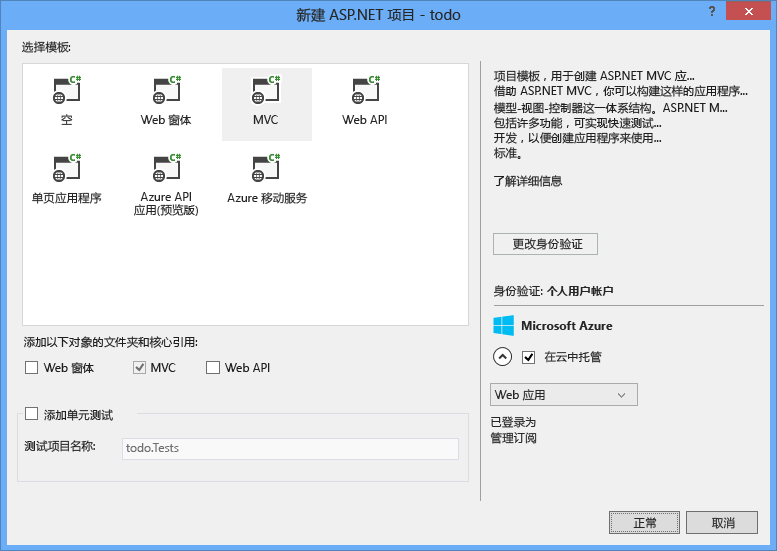 新建 ASP.NET 项目 - todo
?
选择模板:
C#
C#
C#
C#
空
Web 窗体
MVC
Web API
C#
C#
C#
单页应用程序
Azure API
应用(预览版)
Azure 移动服务
添加以下对象的文件夹和核心引用:
Web 窗体
MVC
Web API
添加单元测试
测试项目名称:
todo.Tests
项目模板，用于创建 ASP.NET MVC 应...
借助 ASP.NET MVC，你可以构建这样的应用程序...
模型-视图-控制器这一体系结构。ASP.NET M...
包括许多功能，可实现快速测试...
开发，以便创建应用程序来使用...
标准。
了解详细信息
更改身份验证
身份验证: 个人用户帐户
Microsoft Azure
在云中托管
Web 应用
已登录为
管理订阅
正常
取消